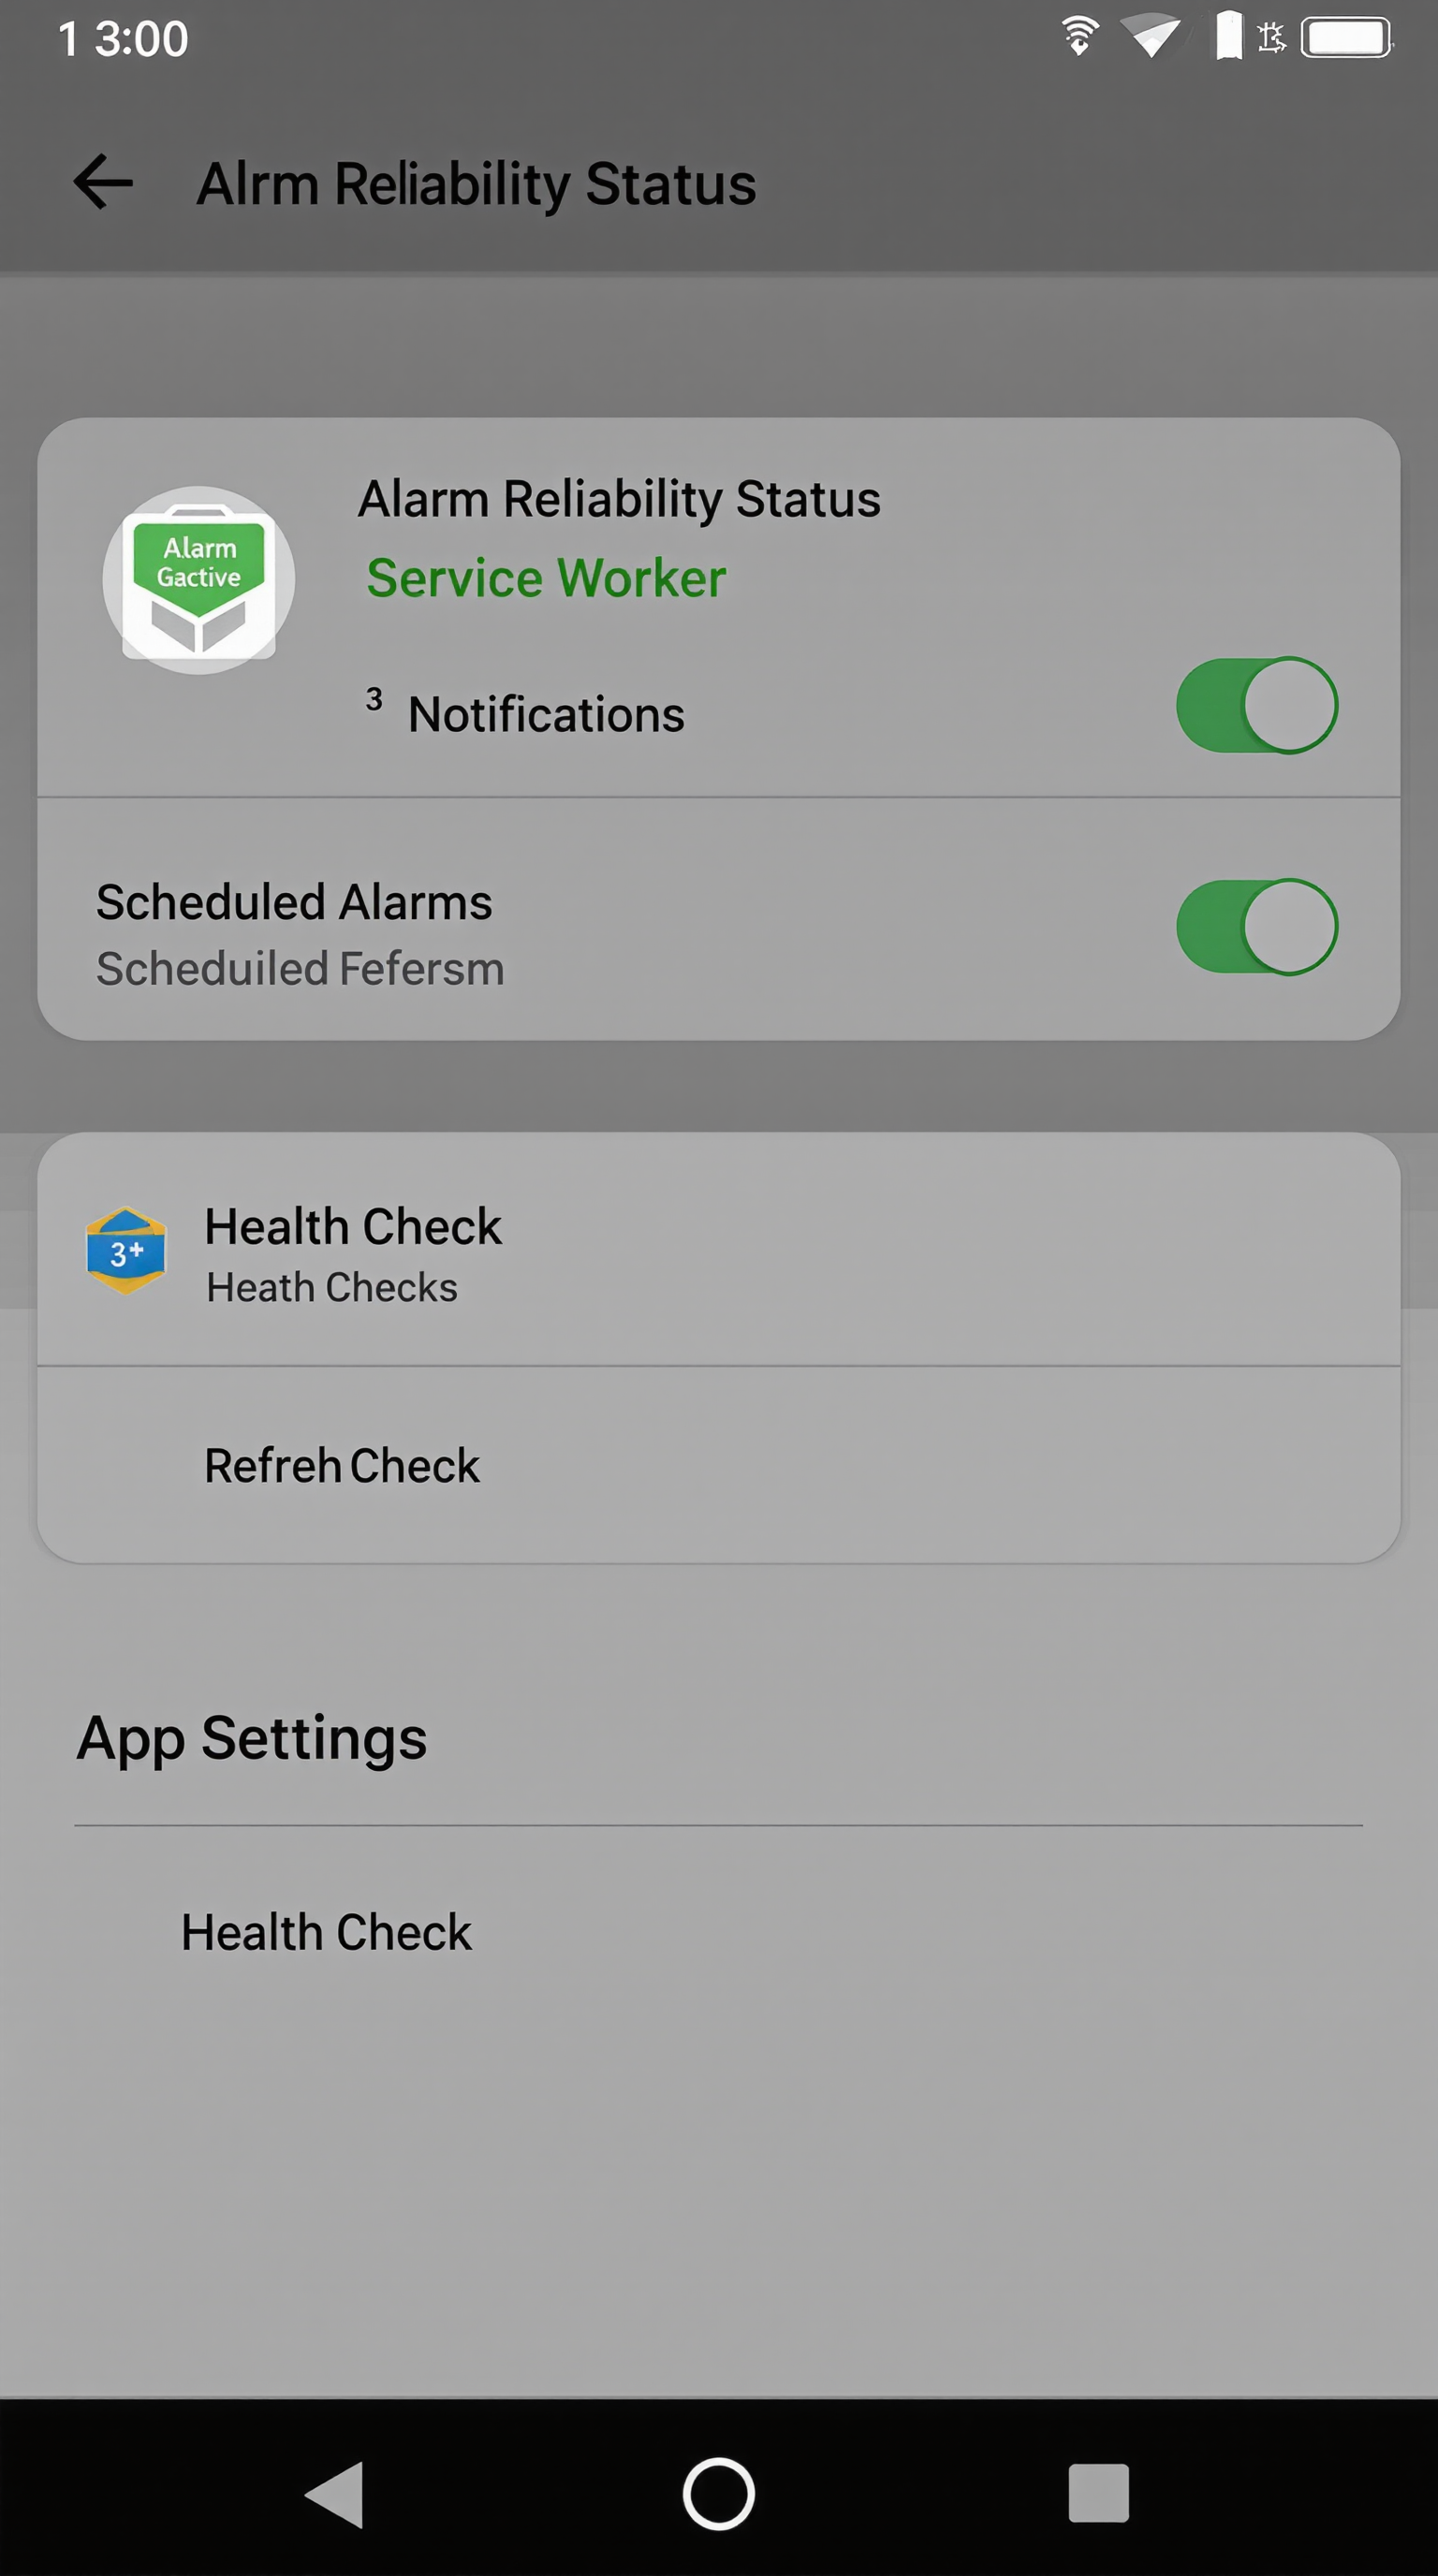 1 3:00
Alrm Reliability Status
Alarm Reliability Status
Alarm
Gactive
Service Worker
3 Notifications
Scheduled Alarms
Scheduiled Fefersm
3+
Health Check
Heath Checks
Refreh Check
App Settings
Health Check